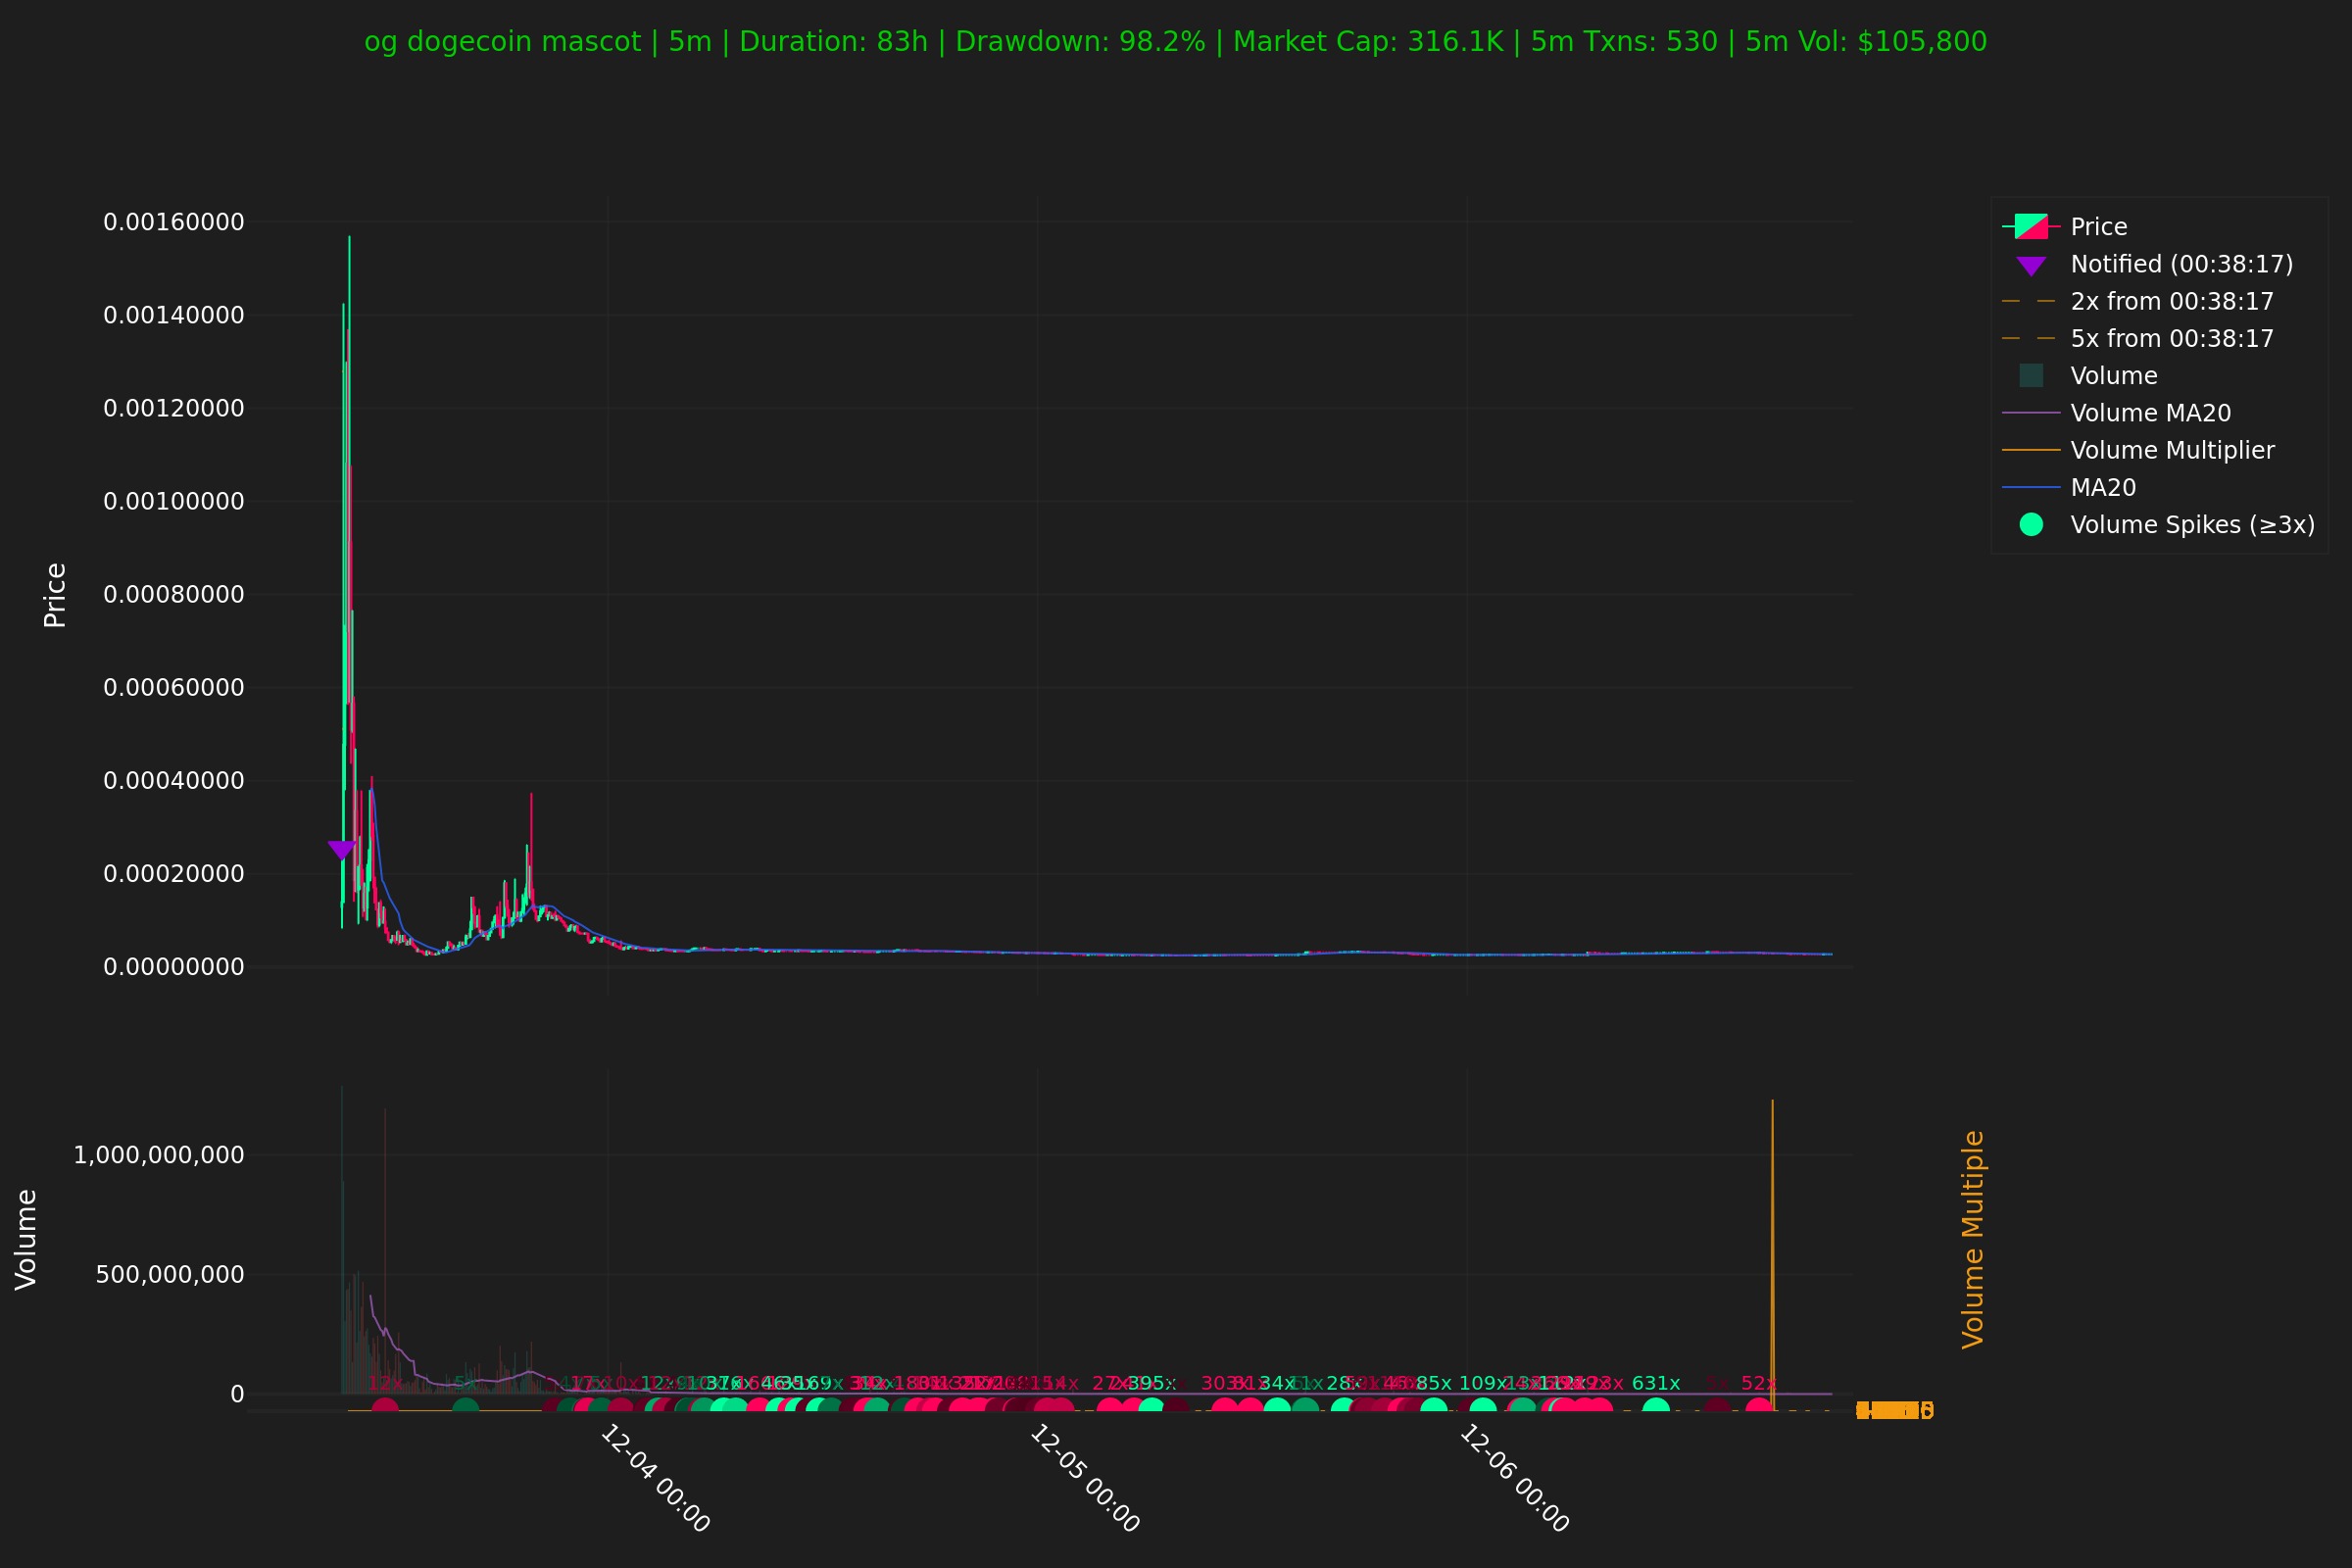 og dogecoin mascot | 5m | Duration: 83h | Drawdown: 98.2% | Market Cap: 316.1K | 5m Txns: 530 | 5m Vol: $105,800
Price
0.00160000
0.00140000
0.00120000
0.00100000
0.00080000
0.00060000
0.00040000
0.00020000
0.00000000
Price
Notified (00:38:17)
2x from 00:38:17
5x from 00:38:17
Volume
Volume MA20
Volume Multiplier
MA20
Volume Spikes (≥3x)
Volume
1,000,000,000
500,000,000
0
Volume Multiple
12x
5x
395x
34x
28x
85x
109x
631x
5x
52x
12-04 00:00
12-05 00:00
12-06 00:00